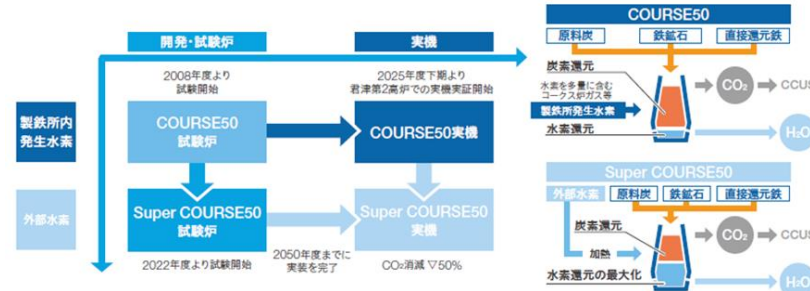 開発・試験炉
実機
2008年度より
試験開始
2025年度下期より
君津第2高炉での実機実証開始
製鉄所内
発生水素
COURSE50
試験炉
COURSE50実機
外部水素
Super COURSE50
試験炉
Super COURSE50
実機
2022年度より試験開始
2050年度までに
実装を完了
CO₂消減 ▽50%
COURSE50
原料炭
鉄鉱石
直接還元鉄
炭素還元
水素を多量に含む
コークス炉ガス等
製鉄所発生水素
水素還元
CO₂
CCUS
H₂O
Super COURSE50
外部水素
原料炭
鉄鉱石
直接還元鉄
炭素還元
加熱
水素還元の最大化
CO₂
CCUS
H₂O